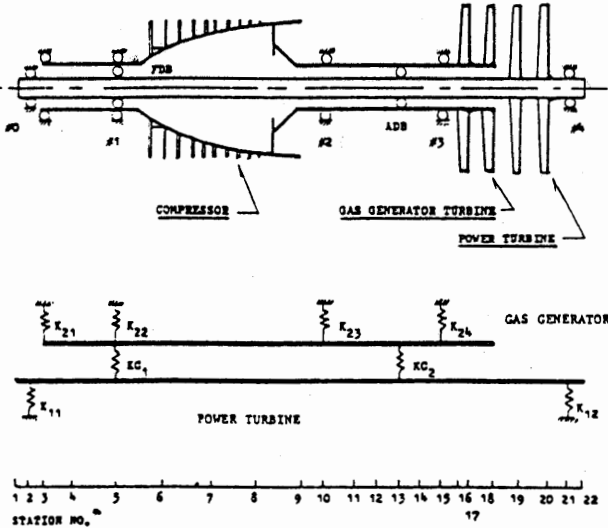 FDB
#0
#1
#2
ADB
#3
#4
COMPRESSOR
GAS GENERATOR TURBINE
POWER TURBINE
K21
K22
K23
K24
GAS GENERATOR
KC1
KC2
K11
POWER TURBINE
K12
1 2 3 4 5 6 7 8 9 10 11 12 13 14 15 16 18 19 20 21 22
17
STATION NO.